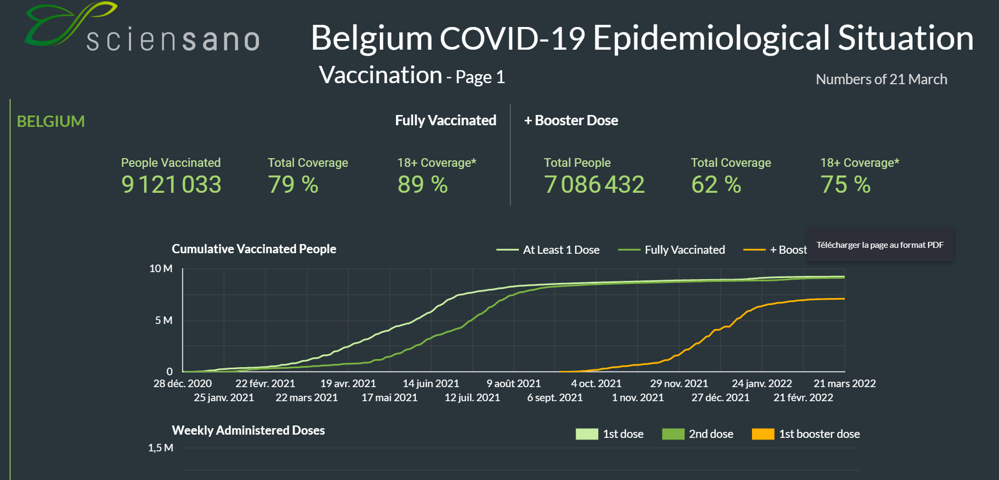 sciensano
Belgium COVID-19 Epidemiological Situation
Vaccination - Page 1
Numbers of 21 March
BELGIUM
Fully Vaccinated
+ Booster Dose
People Vaccinated
Total Coverage
18+ Coverage*
Total People
Total Coverage
18+ Coverage*
9 121 033
79 %
89 %
7 086 432
62 %
75 %
Cumulative Vaccinated People
At Least 1 Dose
Fully Vaccinated
+ Boost
Télécharger la page au format PDF
10 M
5 M
0
28 déc. 2020
25 janv. 2021
22 févr. 2021
22 mars 2021
19 avr. 2021
17 mai 2021
14 juin 2021
12 juil. 2021
9 août 2021
6 sept. 2021
4 oct. 2021
1 nov. 2021
29 nov. 2021
27 déc. 2021
24 janv. 2022
21 févr. 2022
21 mars 2022
Weekly Administered Doses
1st dose
2nd dose
1st booster dose
1,5 M